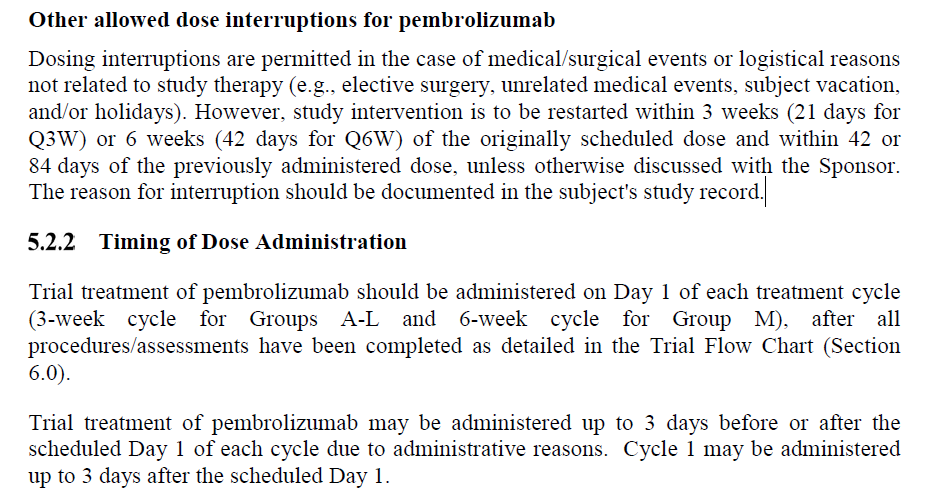 Other allowed dose interruptions for pembrolizumab
Dosing interruptions are permitted in the case of medical/surgical events or logistical reasons
not related to study therapy (e.g., elective surgery, unrelated medical events, subject vacation,
and/or holidays). However, study intervention is to be restarted within 3 weeks (21 days for
Q3W) or 6 weeks (42 days for Q6W) of the originally scheduled dose and within 42 or
84 days of the previously administered dose, unless otherwise discussed with the Sponsor.
The reason for interruption should be documented in the subject's study record.
5.2.2 Timing of Dose Administration
Trial treatment of pembrolizumab should be administered on Day 1 of each treatment cycle
(3-week cycle for Groups A-L and 6-week cycle for Group M), after all
procedures/assessments have been completed as detailed in the Trial Flow Chart (Section
6.0).
Trial treatment of pembrolizumab may be administered up to 3 days before or after the
scheduled Day 1 of each cycle due to administrative reasons. Cycle 1 may be administered
up to 3 days after the scheduled Day 1.